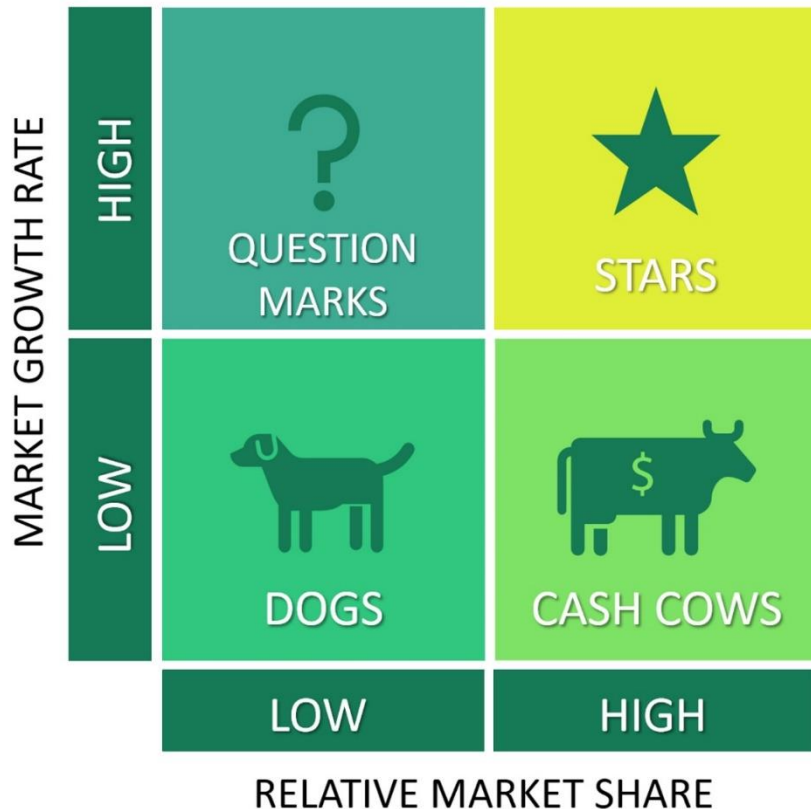 MARKET GROWTH RATE
HIGH
LOW
?
QUESTION
MARKS
STARS
DOGS
$
CASH COWS
LOW
HIGH
RELATIVE MARKET SHARE